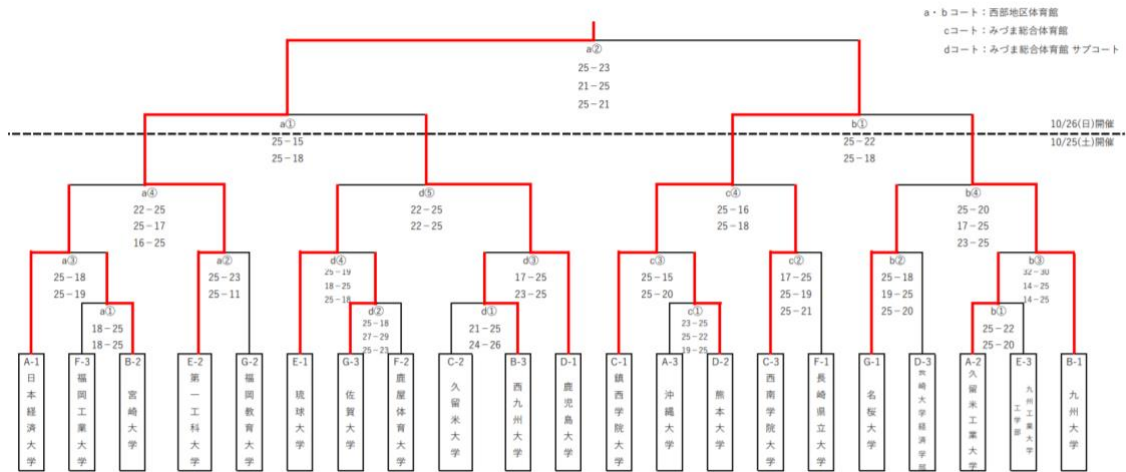 a・bコート：西部地区体育館
cコート：みづま総合体育館
dコート：みづま総合体育館 サブコート
a②
25－23
21－25
25－21
10/26(日)開催
10/25(土)開催
a①
25－15
25－18
b①
25－22
25－18
a④
22－25
25－17
16－25
d⑤
22－25
22－25
c④
25－16
25－18
b④
25－20
17－25
23－25
a③
25－18
25－19
a②
25－23
25－11
d④
25－19
18－25
25－18
d③
17－25
23－25
c③
25－15
25－20
c②
17－25
25－19
25－21
b②
25－18
19－25
25－20
b③
32－30
14－25
14－25
a①
18－25
18－25
d②
25－18
27－29
25－23
d①
21－25
24－26
c①
23－25
25－22
19－25
b①
25－22
25－20
A-1
日本経済大学
F-3
福岡工業大学
B-2
宮崎大学
E-2
第一工科大学
G-2
福岡教育大学
E-1
琉球大学
G-3
佐賀大学
F-2
鹿屋体育大学
C-2
久留米大学
B-3
西九州大学
D-1
鹿児島大学
C-1
鎮西学院大学
A-3
沖縄大学
D-2
熊本大学
C-3
西南学院大学
F-1
長崎県立大学
G-1
名桜大学
D-3
崎大学経済学部
A-2
久留米工業大学
E-3
九州工業大学
工学部
B-1
九州大学